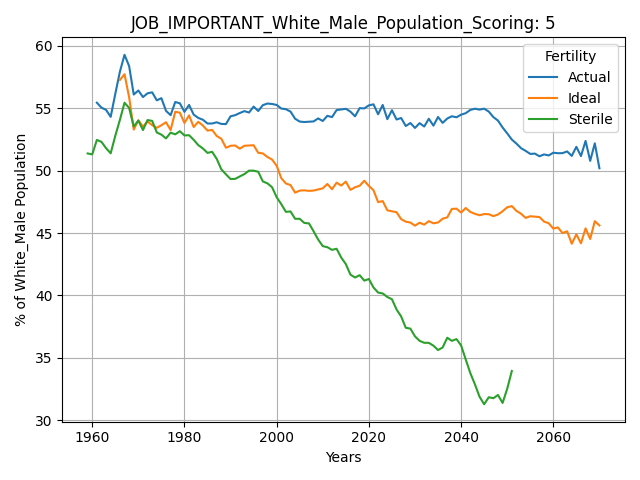 JOB_IMPORTANT_White_Male_Population_Scoring: 5
Fertility
Actual
Ideal
Sterile
% of White_Male Population
60
55
50
45
40
35
30
1960
1980
2000
2020
2040
2060
Years